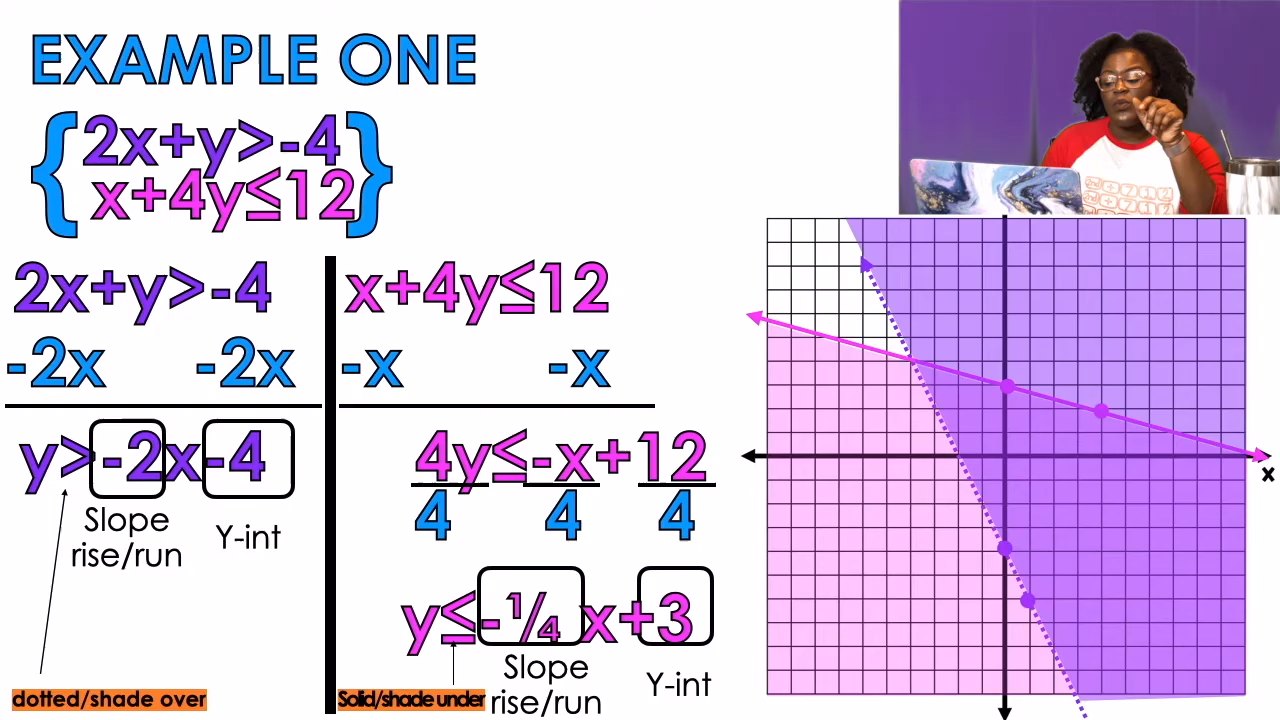 EXAMPLE ONE
{2x+y>-4
x+4y≤12}
2x+y>-4
-2x -2x
y>-2x-4
Slope
rise/run
Y-int
dotted/shade over
x+4y≤12
-x -x
4y≤-x+12
4 4 4
y≤-¼x+3
Solid/shade under
Slope
rise/run
Y-int
x